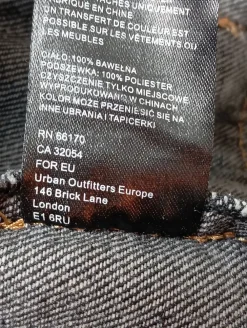 TACHES UNIQUEMENT
FABRIQUÉ EN CHINE
UN TRANSFERT DE COULEUR EST
POSSIBLE SUR LES VÊTEMENTS OU
LES MEUBLES
CIAŁO: 100% BAWEŁNA
PODSZEWKA: 100% POLIESTER
CZYSZCZENIE TYLKO MIEJSCOWE
WYPRODUKOWANO W CHINACH
KOLOR MOŻE PRZENIEŚĆ SIĘ NA
INNE UBRANIA I TAPICERKI
RN 66170
CA 32054
FOR EU
Urban Outfitters Europe
146 Brick Lane
London
E1 6RU